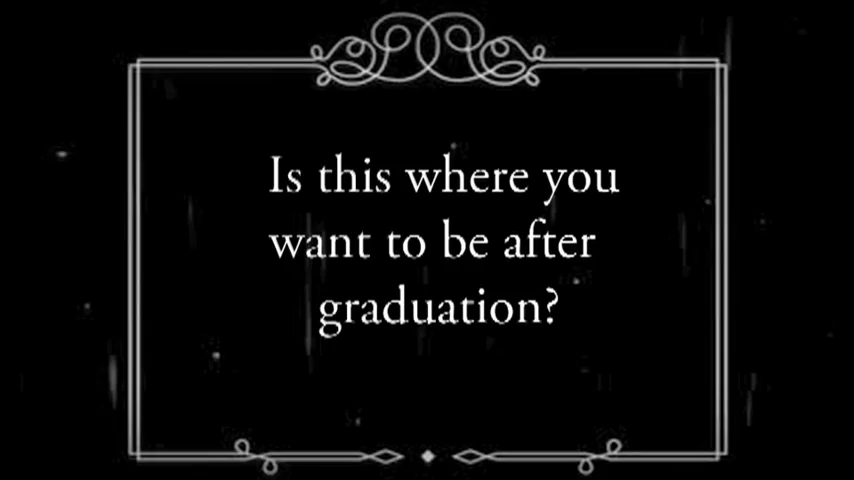 Is this where you
want to be after
graduation?